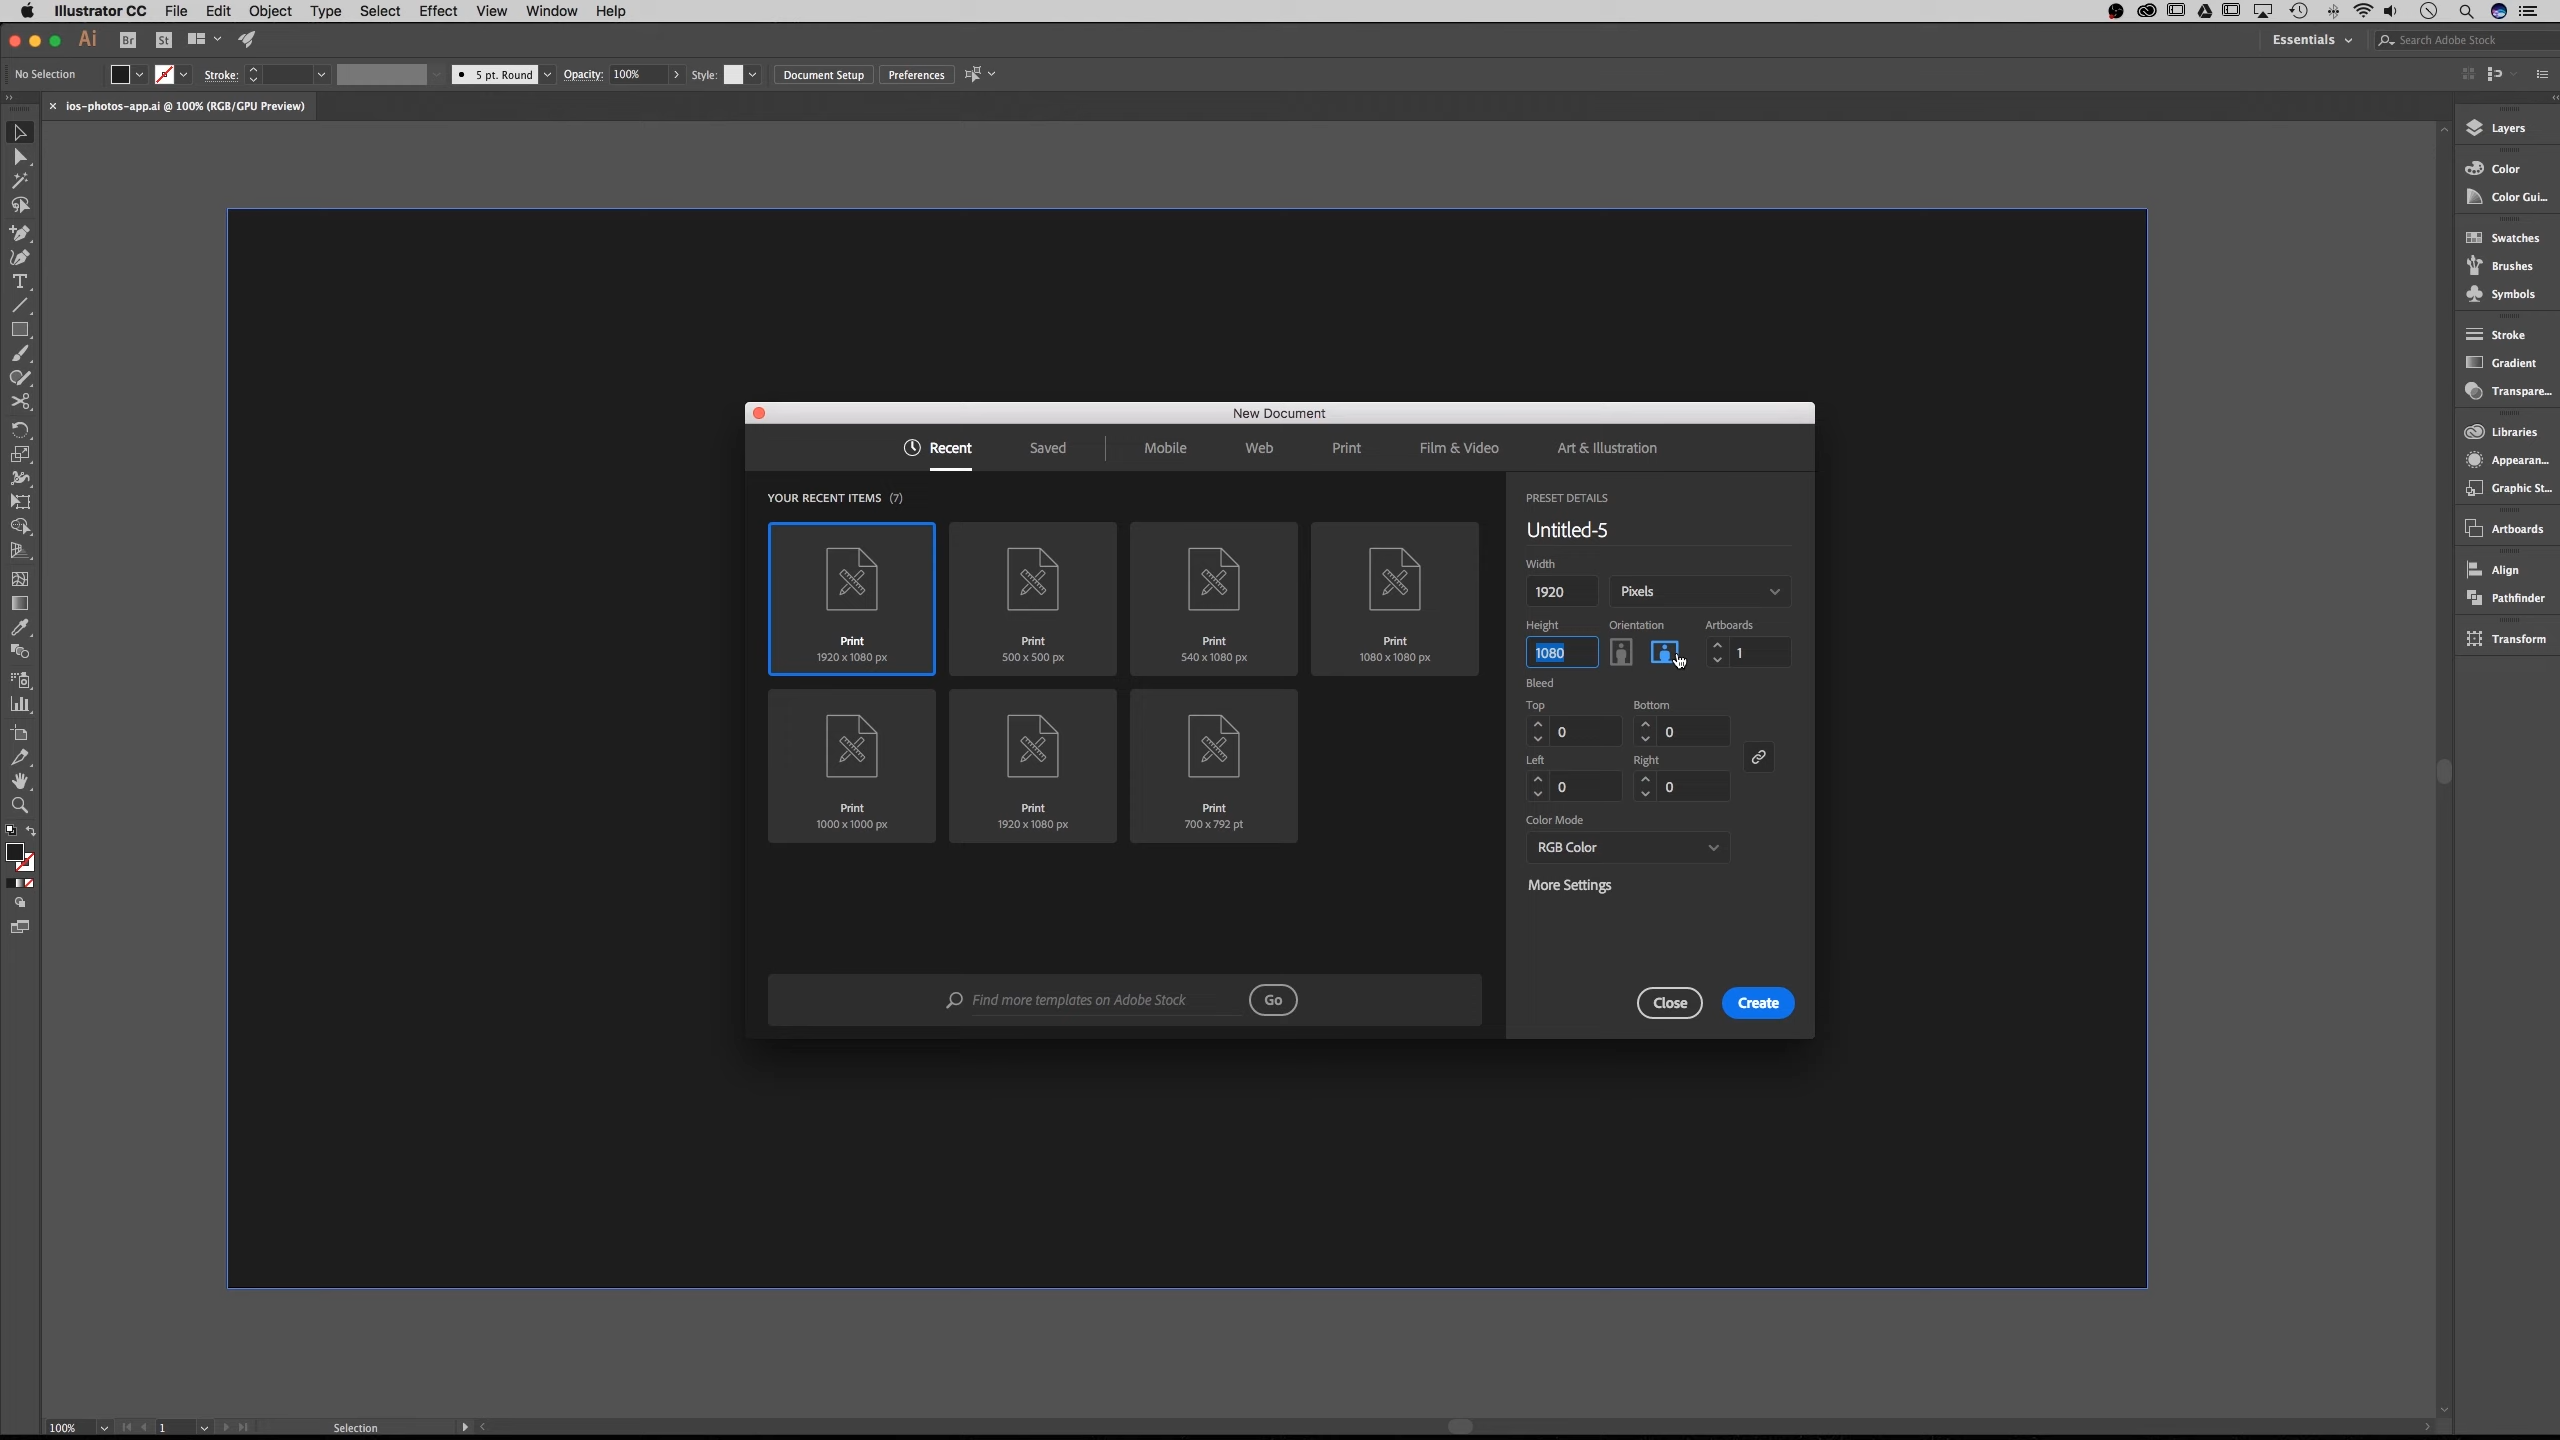 Illustrator CC File Edit Object Type Select Effect View Window Help
Ai Br St Essentials Search Adobe Stock
No Selection Stroke: 5 pt. Round Opacity: 100% Style: Document Setup Preferences
× ios-photos-app.ai @ 100% (RGB/GPU Preview)
Layers
Color
Color Gui...
Swatches
Brushes
Symbols
Stroke
Gradient
Transpare...
Libraries
Appearan...
Graphic St...
Artboards
Align
Pathfinder
Transform
New Document
Recent Saved Mobile Web Print Film & Video Art & Illustration
YOUR RECENT ITEMS (7)
Print Print Print Print
1920 x 1080 px 500 x 500 px 540 x 1080 px 1080 x 1080 px
Print Print Print
1000 x 1000 px 1920 x 1080 px 700 x 792 pt
Find more templates on Adobe Stock Go
PRESET DETAILS
Untitled-5
Width
1920 Pixels
Height Orientation Artboards
1080 1
Bleed
Top Bottom
0 0
Left Right
0 0
Color Mode
RGB Color
More Settings
Close Create
100% 1 Selection